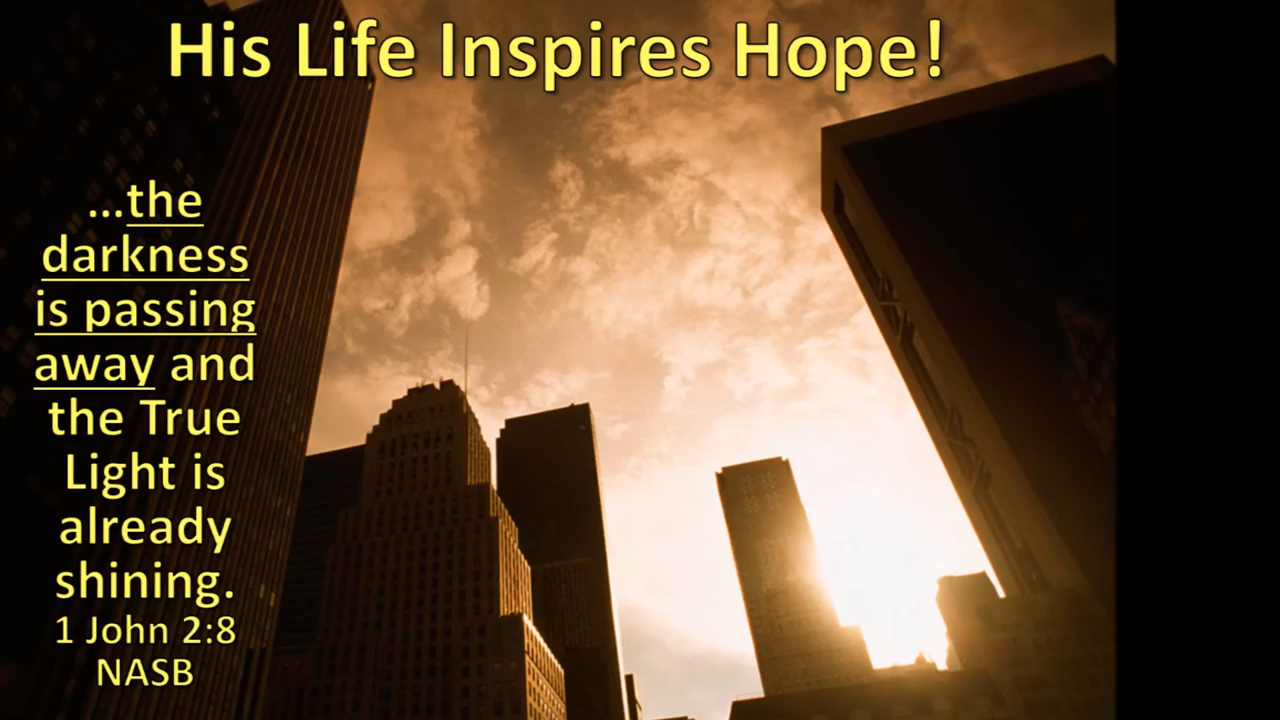 His Life Inspires Hope!
...the
darkness
is passing
away and
the True
Light is
already
shining.
1 John 2:8
NASB